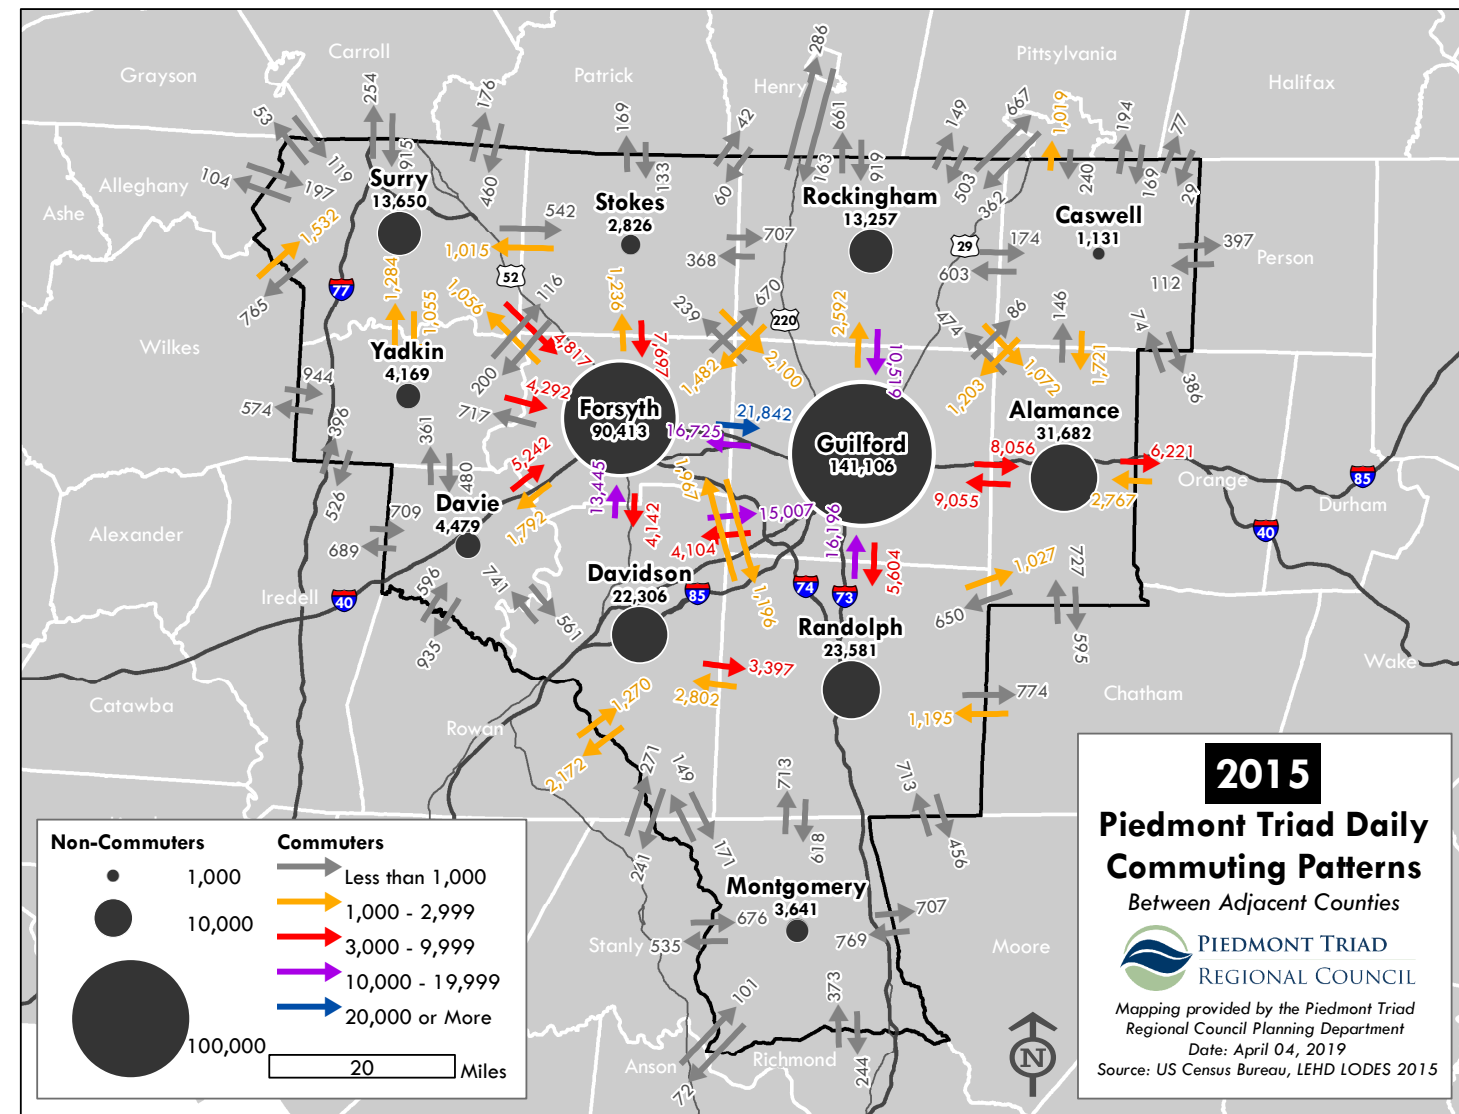 286
Carroll
Pittsylvania
Grayson
Patrick
Henry
Halifax
254
176
53
169
42
661
149
667
1,019
194
77
119
915
460
133
60
163
919
503
362
240
169
29
Alleghany
104
197
Ashe
Surry
13,650
Stokes
2,826
Rockingham
13,257
Caswell
1,131
1,532
765
542
1,015
707
368
29
174
603
397
112
Person
77
52
220
1,284
1,055
1,056
116
1,236
7,697
239
670
2,592
10,519
474
86
146
1,721
74
386
Wilkes
Yadkin
4,169
4,817
200
1,482
2,100
1,203
1,072
944
574
4,292
717
Forsyth
90,413
21,842
16,725
Guilford
141,106
Alamance
31,682
396
526
361
480
5,242
1,792
13,445
4,142
1,967
1,196
8,056
9,055
6,221
2,767
Orange
85
Durham
40
Davie
4,479
709
689
15,007
4,104
16,196
5,604
Alexander
Iredell
40
596
935
741
561
Davidson
22,306
85
74
73
1,027
650
727
595
Randolph
23,581
Wake
3,397
2,802
Catawba
Rowan
1,270
2,172
774
1,195
Chatham
271
241
149
171
713
618
713
456
Montgomery
3,641
Stanly
676
535
707
769
Moore
101
72
373
244
Anson
Richmond
Non-Commuters
1,000
10,000
100,000
Commuters
Less than 1,000
1,000 - 2,999
3,000 - 9,999
10,000 - 19,999
20,000 or More
20
Miles
N
2015
Piedmont Triad Daily
Commuting Patterns
Between Adjacent Counties
PIEDMONT TRIAD
REGIONAL COUNCIL
Mapping provided by the Piedmont Triad
Regional Council Planning Department
Date: April 04, 2019
Source: US Census Bureau, LEHD LODES 2015